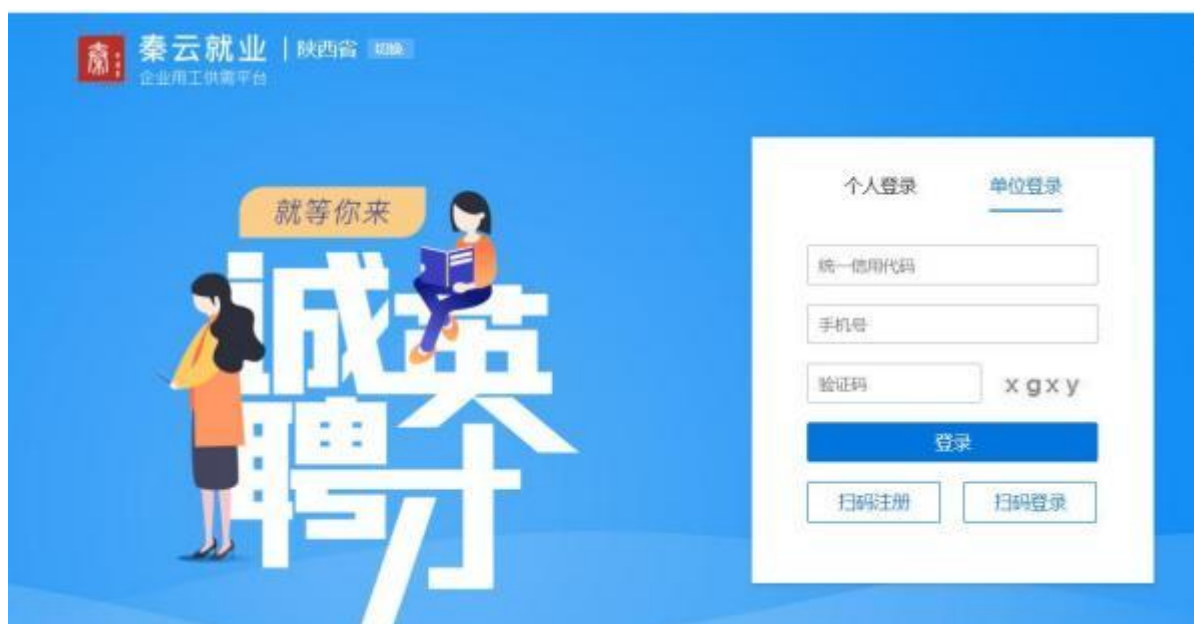 秦云就业 | 陕西省 切换
企业用工供需平台
就等你来
诚英
聘才
个人登录 单位登录
统一信用代码
手机号
验证码 xgxy
登录
扫码注册 扫码登录